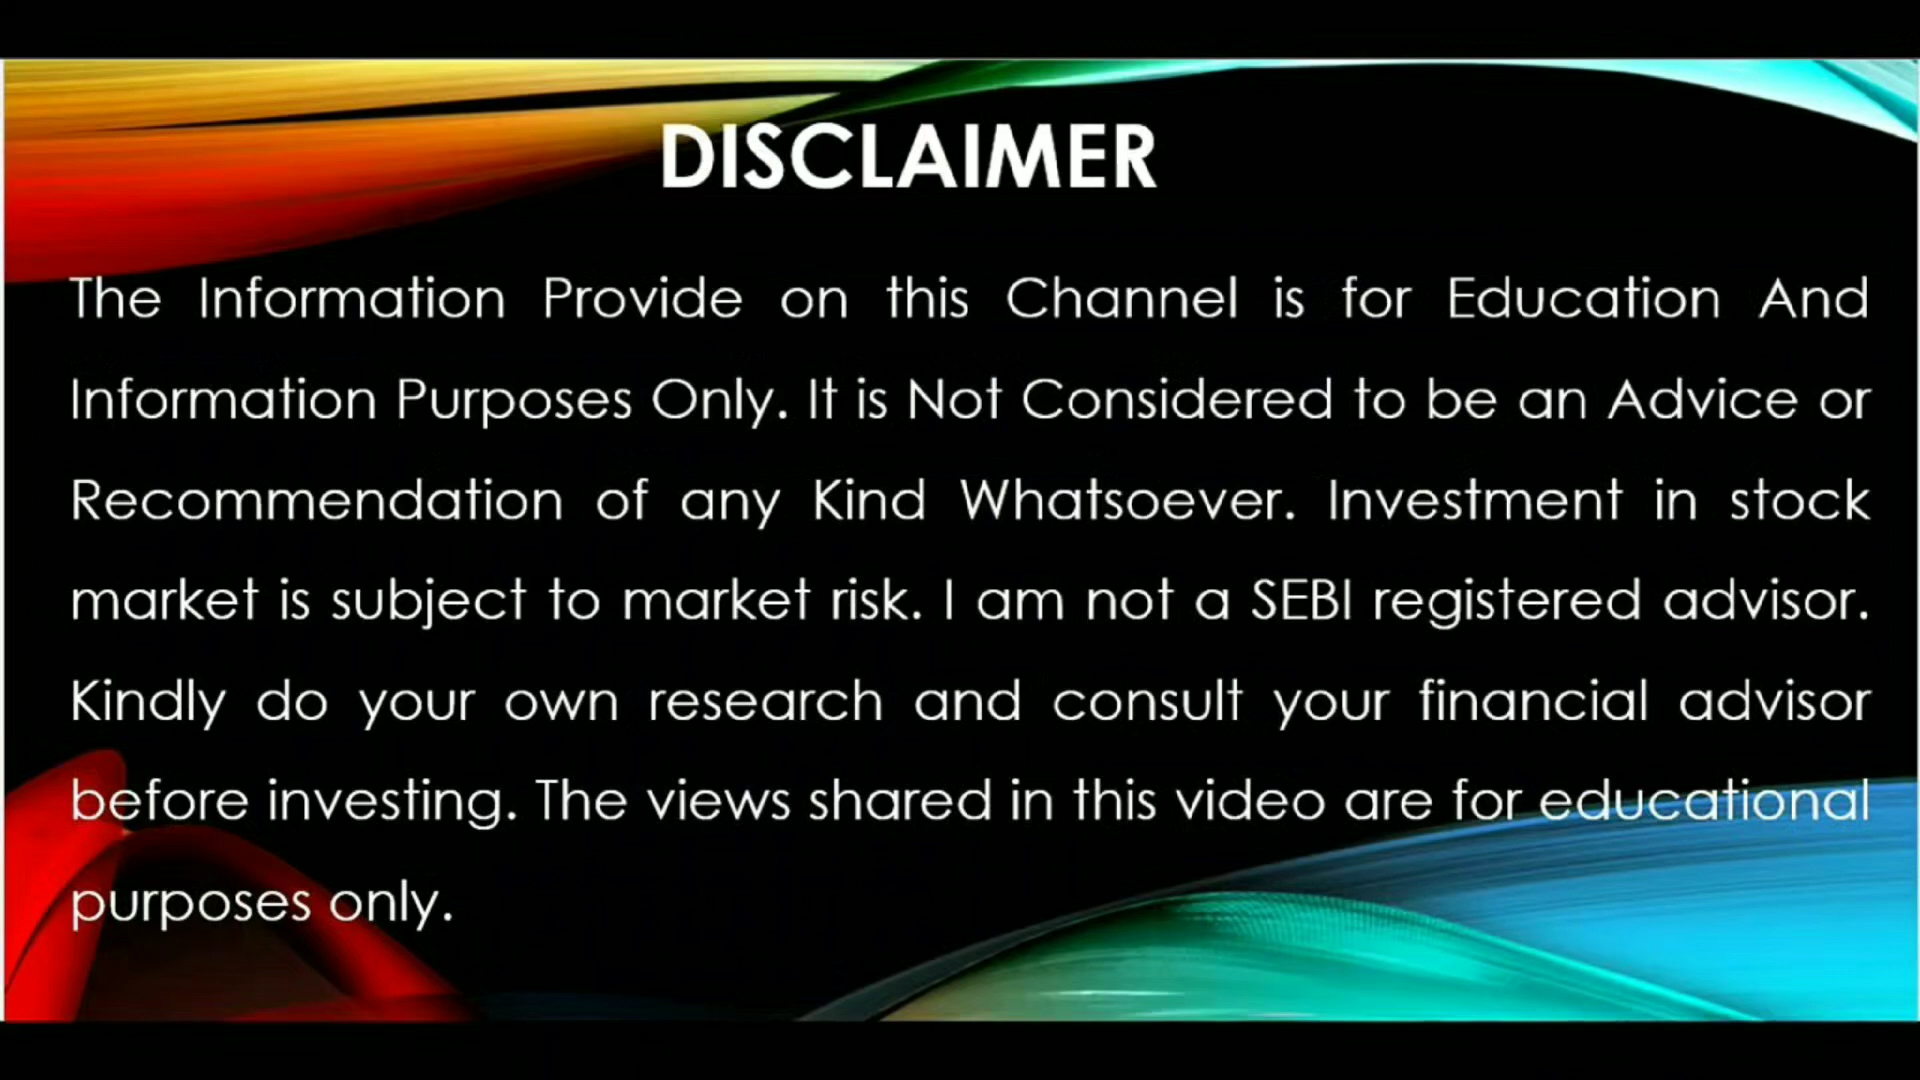 DISCLAIMER
The Information Provide on this Channel is for Education And
Information Purposes Only. It is Not Considered to be an Advice or
Recommendation of any Kind Whatsoever. Investment in stock
market is subject to market risk. I am not a SEBI registered advisor.
Kindly do your own research and consult your financial advisor
before investing. The views shared in this video are for educational
purposes only.